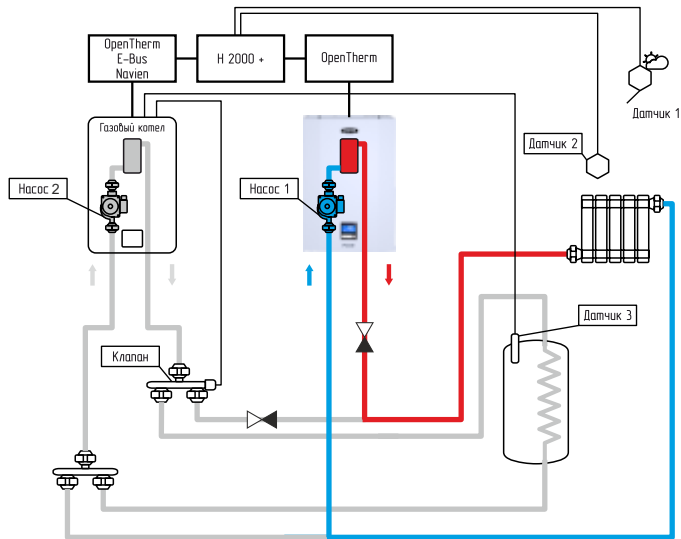 OpenTherm
E-Bus
Navien
H 2000 +
OpenTherm
Датчик 1
Газовый котел
Датчик 2
Насос 2
Насос 1
Датчик 3
Клапан